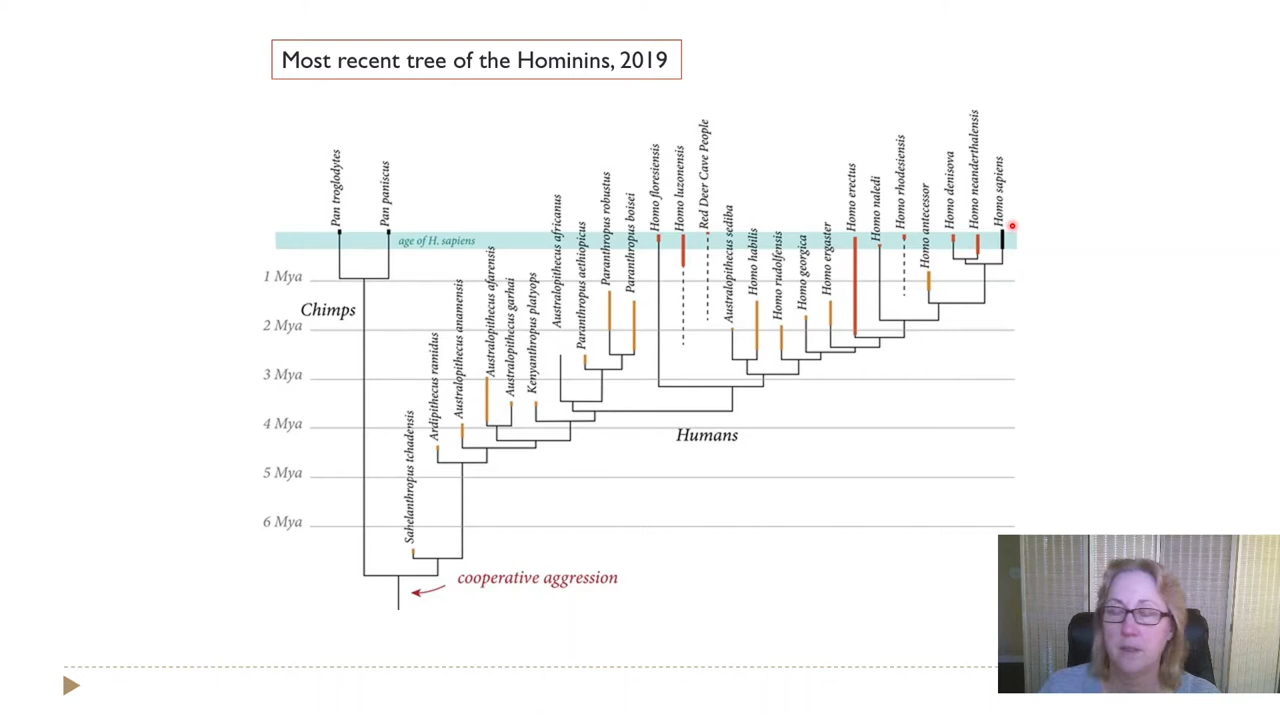 Most recent tree of the Hominins, 2019
Pan troglodytes
Pan paniscus
Sahelanthropus tchadensis
Ardipithecus ramidus
Australopithecus anamensis
Australopithecus afarensis
Australopithecus garhai
Kenyanthropus platyops
Australopithecus africanus
Paranthropus aethiopicus
Paranthropus robustus
Paranthropus boisei
Homo floresiensis
Homo luzonensis
Red Deer Cave People
Australopithecus sediba
Homo habilis
Homo rudolfensis
Homo georgica
Homo ergaster
Homo erectus
Homo naledi
Homo rhodesiensis
Homo antecessor
Homo denisova
Homo neanderthalensis
Homo sapiens
age of H. sapiens
1 Mya
Chimps
2 Mya
3 Mya
4 Mya
Humans
5 Mya
6 Mya
cooperative aggression